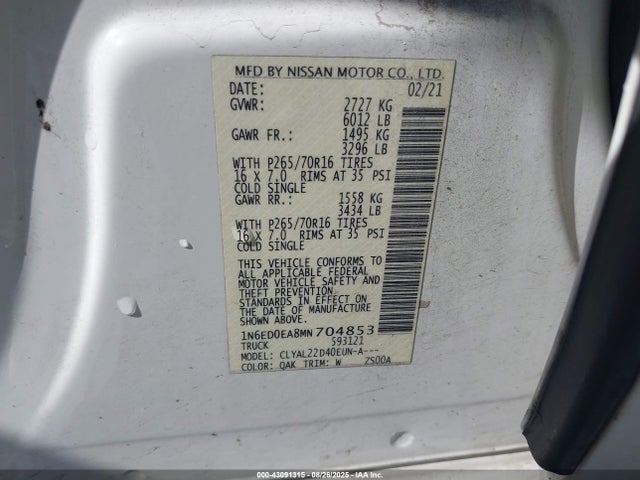 MFD BY NISSAN MOTOR CO., LTD.
DATE: 02/21
GVWR: 2727 KG
6012 LB
GAWR FR.: 1495 KG
3296 LB
WITH P265/70R16 TIRES
16 X 7.0 RIMS AT 35 PSI
COLD SINGLE
GAWR RR.: 1558 KG
3434 LB
WITH P265/70R16 TIRES
16 X 7.0 RIMS AT 35 PSI
COLD SINGLE
THIS VEHICLE CONFORMS TO
ALL APPLICABLE FEDERAL
MOTOR VEHICLE SAFETY AND
THEFT PREVENTION
STANDARDS IN EFFECT ON
THE DATE OF MANUFACTURE
SHOWN ABOVE.
1N6ED0EA8MN704853
TRUCK S93121
MODEL: CLYAL22D40EUN-A---
COLOR: QAK TRIM: W ZS00A
000-43091315 - 08/26/2025 - IAAI.COM